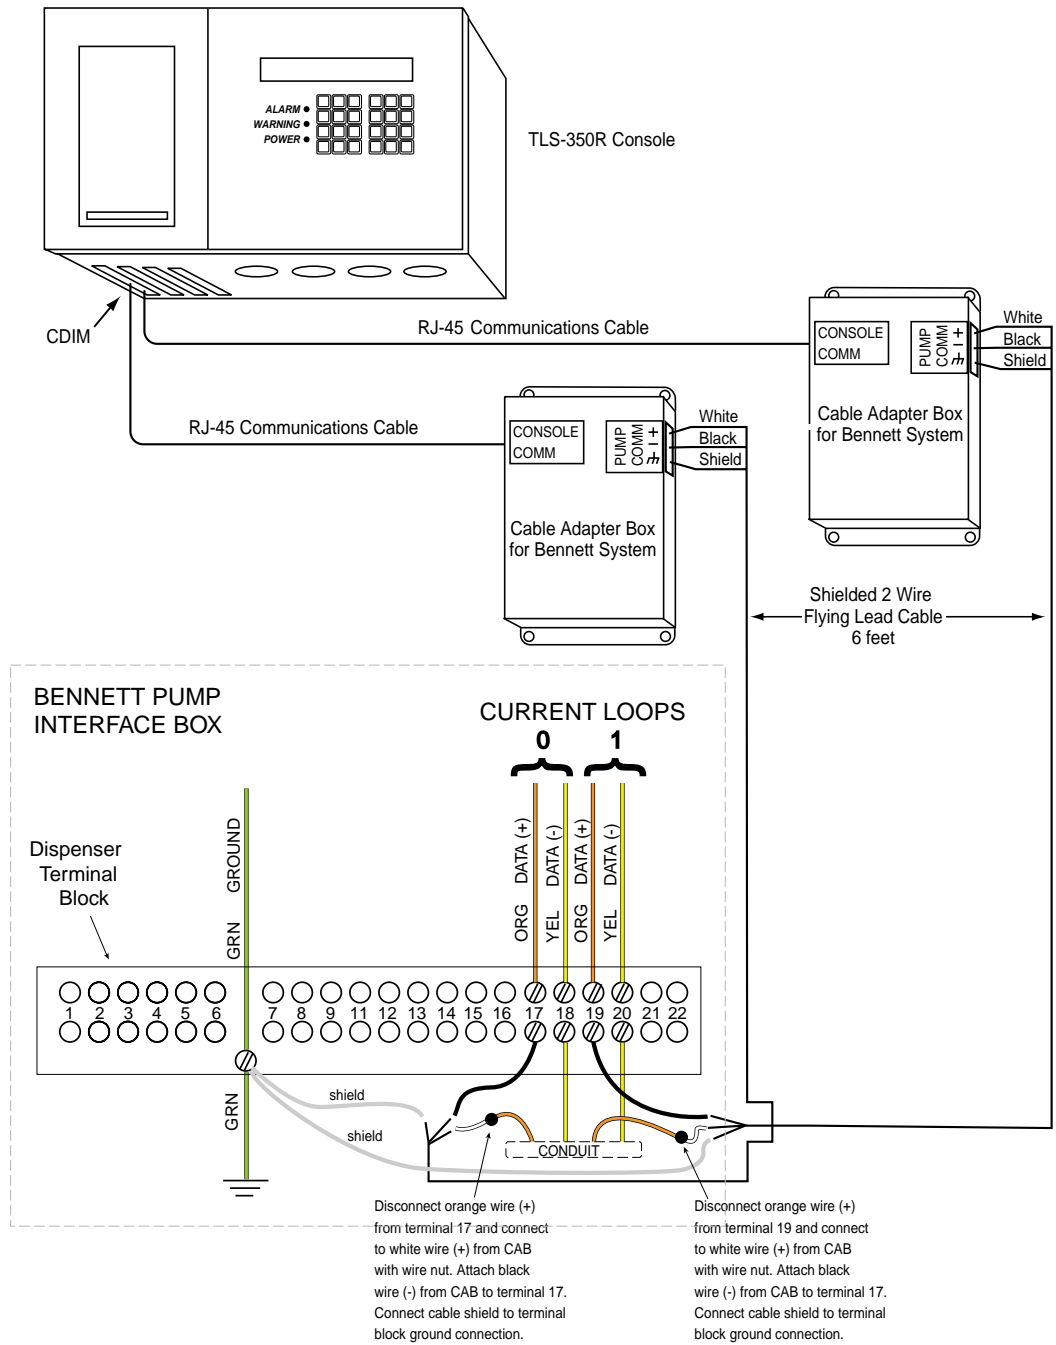 ALARM
WARNING
POWER
TLS-350R Console
CDIM
RJ-45 Communications Cable
CONSOLE
COMM
PUMP
COMM
+
–
White
Black
Shield
Cable Adapter Box
for Bennett System
RJ-45 Communications Cable
CONSOLE
COMM
PUMP
COMM
+
–
White
Black
Shield
Cable Adapter Box
for Bennett System
Shielded 2 Wire
Flying Lead Cable
6 feet
BENNETT PUMP
INTERFACE BOX
CURRENT LOOPS
0 1
Dispenser
Terminal
Block
GRN GROUND
ORG DATA (+)
YEL DATA (-)
ORG DATA (+)
YEL DATA (-)
1 2 3 4 5 6 7 8 9 11 12 13 14 15 16 17 18 19 20 21 22
GRN
shield
shield
CONDUIT
Disconnect orange wire (+)
from terminal 17 and connect
to white wire (+) from CAB
with wire nut. Attach black
wire (-) from CAB to terminal 17.
Connect cable shield to terminal
block ground connection.
Disconnect orange wire (+)
from terminal 19 and connect
to white wire (+) from CAB
with wire nut. Attach black
wire (-) from CAB to terminal 17.
Connect cable shield to terminal
block ground connection.